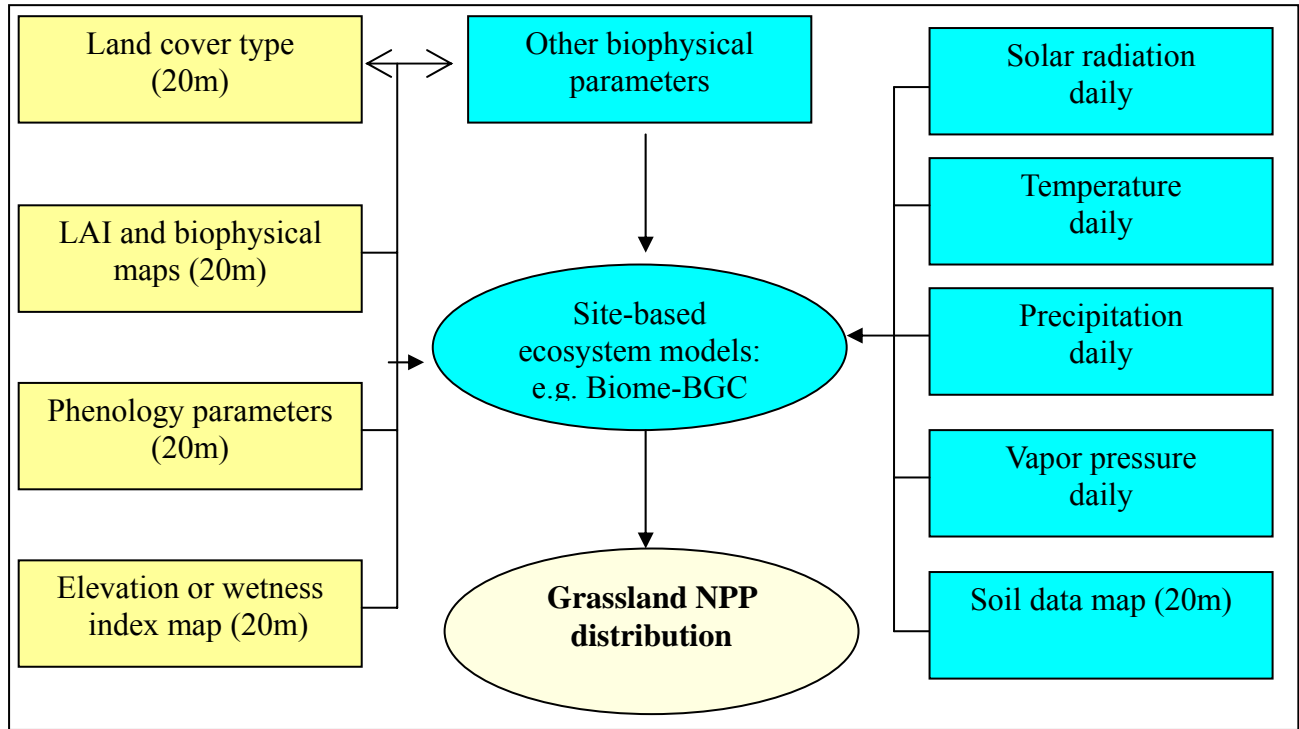 Land cover type
(20m)
LAI and biophysical
maps (20m)
Phenology parameters
(20m)
Elevation or wetness
index map (20m)
Other biophysical
parameters
Site-based
ecosystem models:
e.g. Biome-BGC
Grassland NPP
distribution
Solar radiation
daily
Temperature
daily
Precipitation
daily
Vapor pressure
daily
Soil data map (20m)